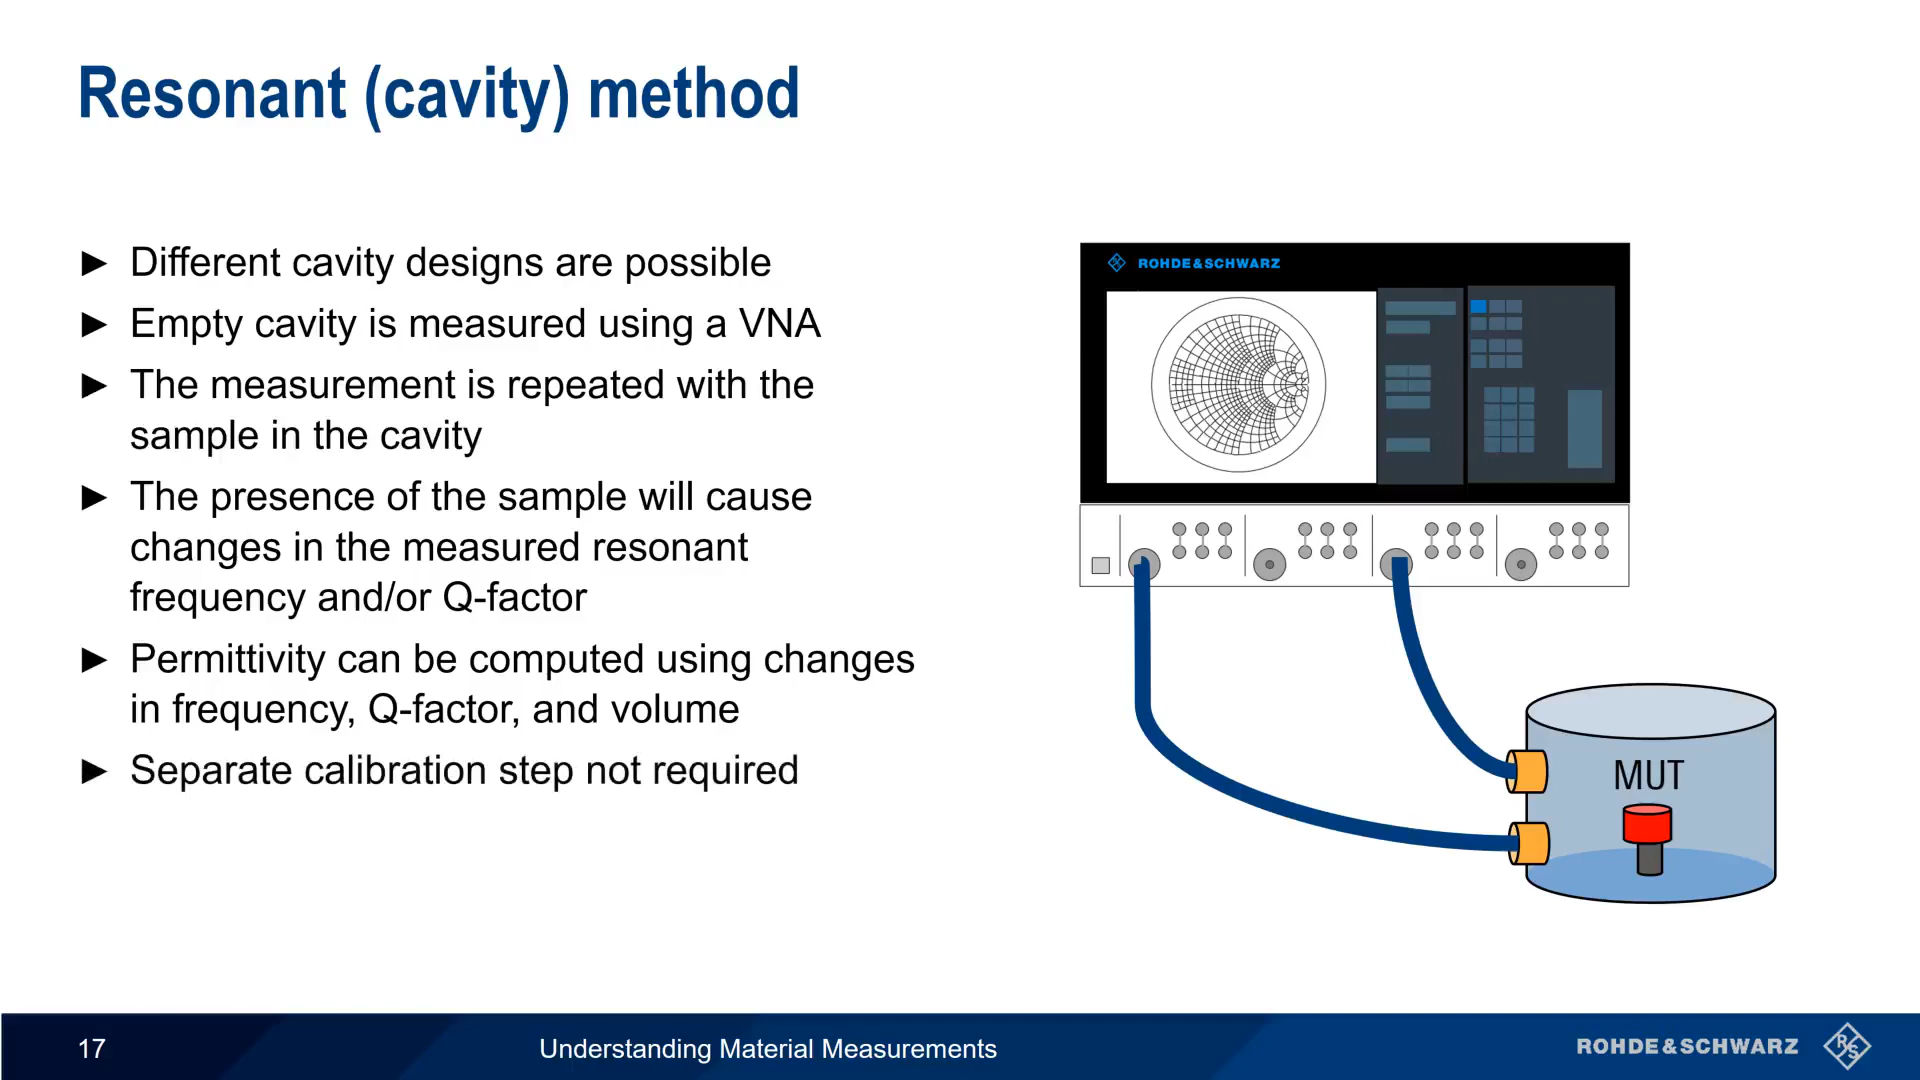 Resonant (cavity) method
► Different cavity designs are possible
► Empty cavity is measured using a VNA
► The measurement is repeated with the
sample in the cavity
► The presence of the sample will cause
changes in the measured resonant
frequency and/or Q-factor
► Permittivity can be computed using changes
in frequency, Q-factor, and volume
► Separate calibration step not required
ROHDE&SCHWARZ
MUT
17
Understanding Material Measurements
ROHDE&SCHWARZ
R/S